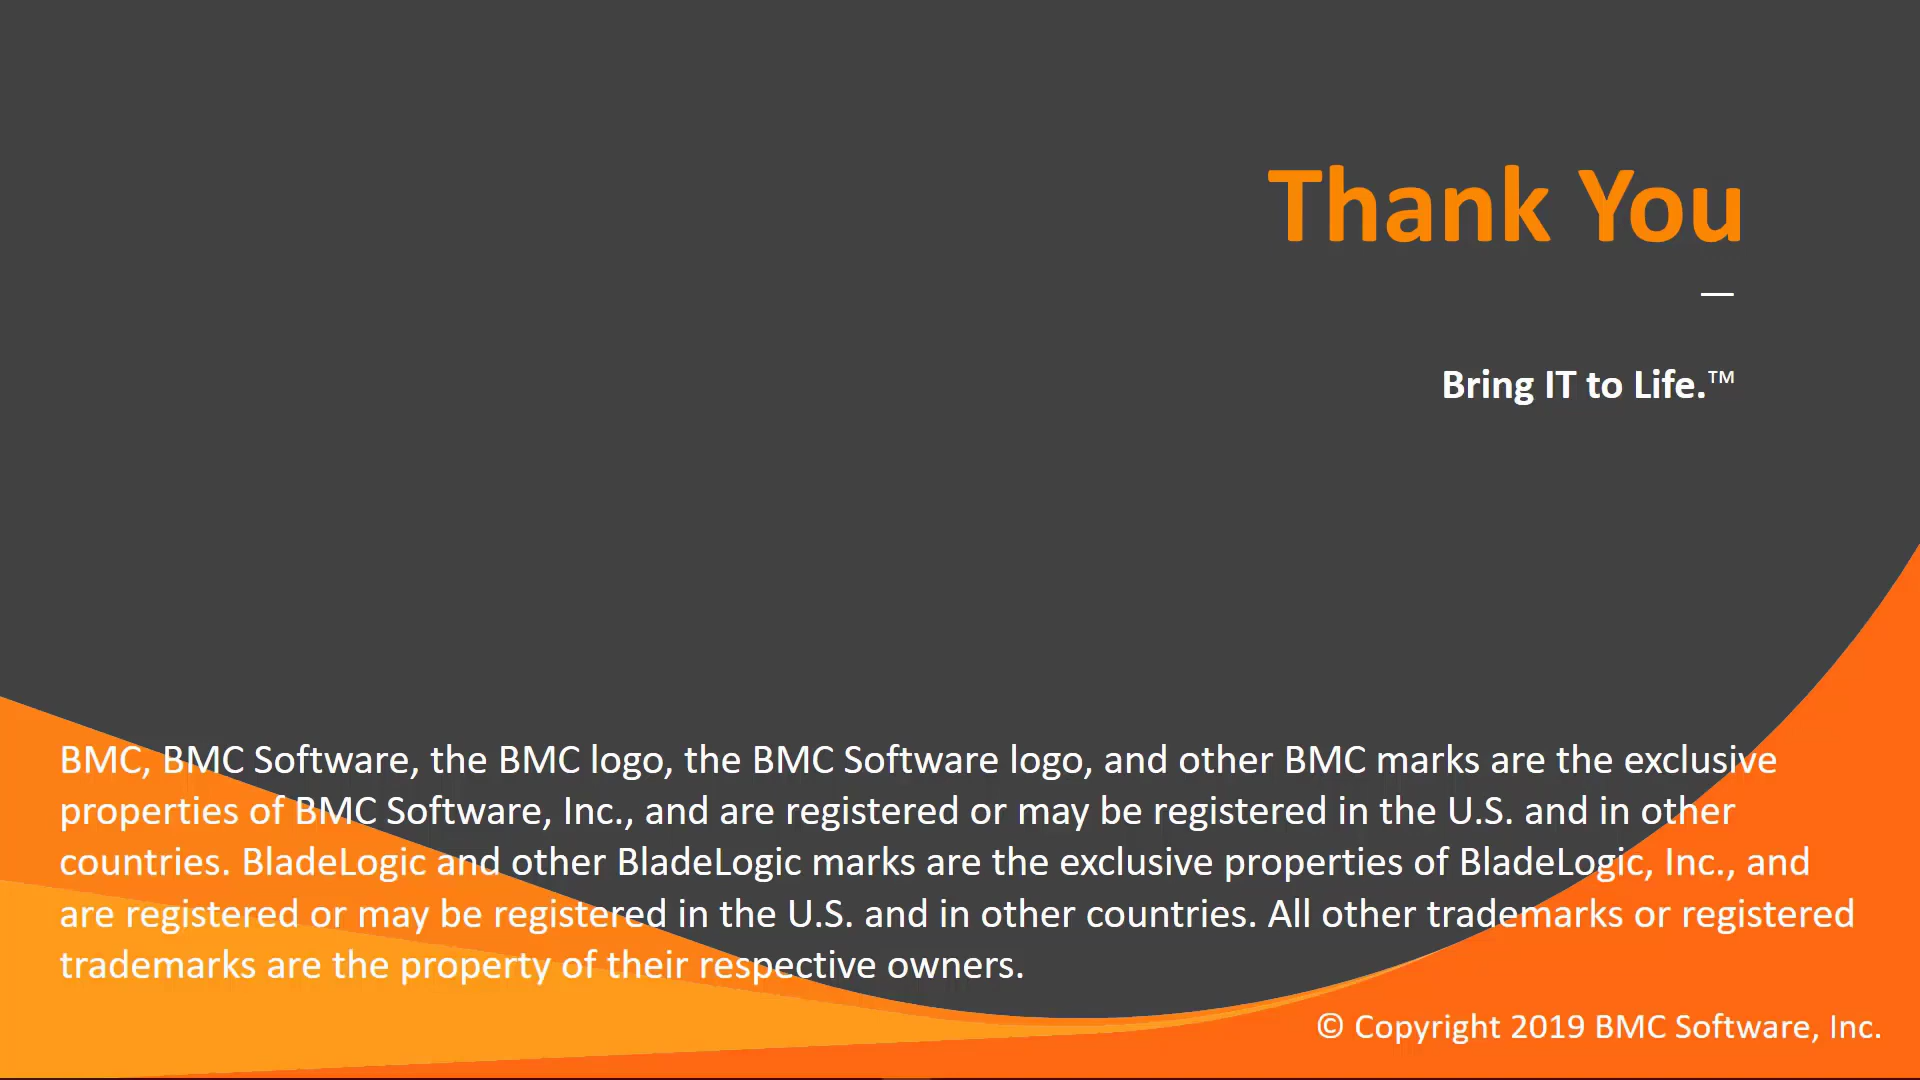 Thank You
—
Bring IT to Life.™
BMC, BMC Software, the BMC logo, the BMC Software logo, and other BMC marks are the exclusive
properties of BMC Software, Inc., and are registered or may be registered in the U.S. and in other
countries. BladeLogic and other BladeLogic marks are the exclusive properties of BladeLogic, Inc., and
are registered or may be registered in the U.S. and in other countries. All other trademarks or registered
trademarks are the property of their respective owners.
© Copyright 2019 BMC Software, Inc.